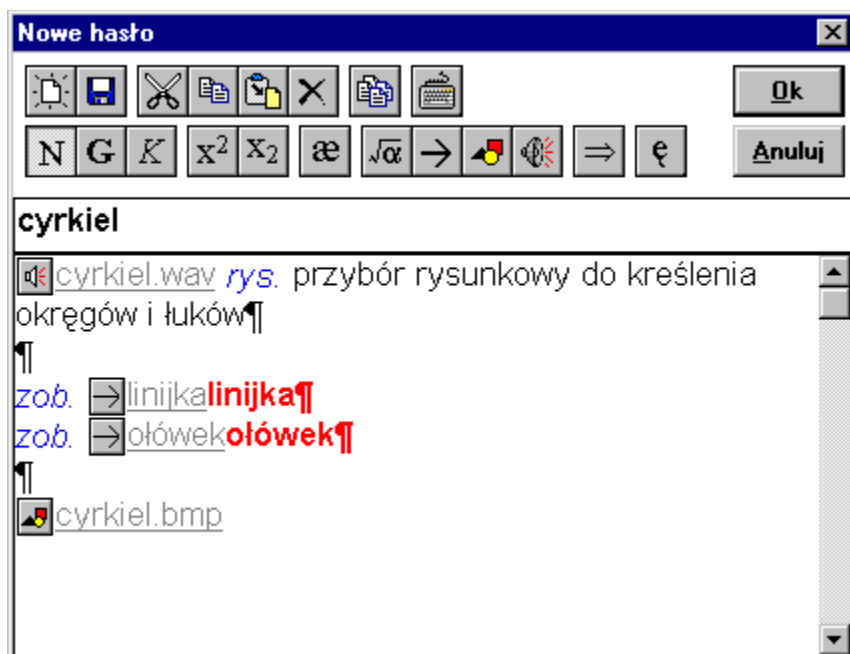 Nowe hasło
Ok
N G K x² x₂ æ √α → ⇒ ę Anuluj
cyrkiel
cyrkiel.wav rys. przybór rysunkowy do kreślenia
okręgów i łuków¶
¶
zob. →linijkalinijka¶
zob. →ołówekołówek¶
¶
cyrkiel.bmp